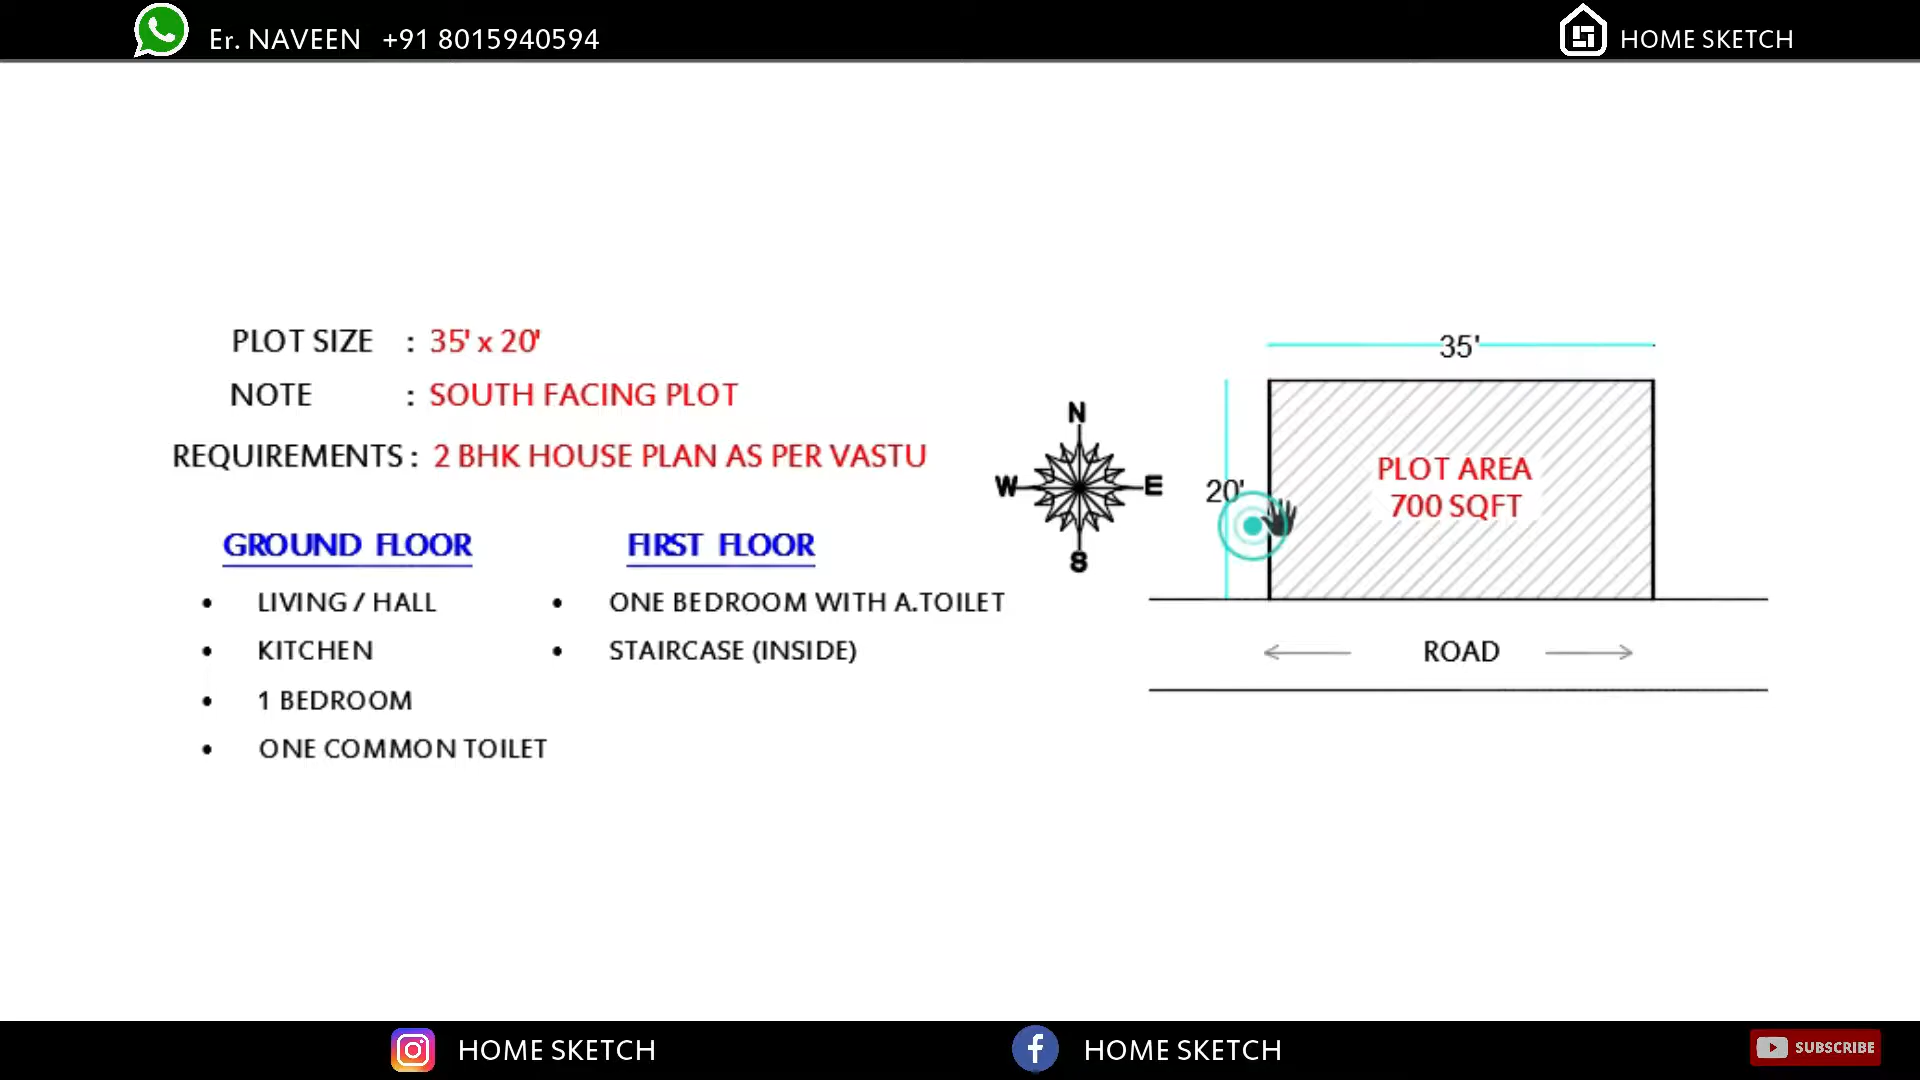 Er. NAVEEN +91 8015940594
HOME SKETCH
PLOT SIZE : 35' x 20'
NOTE : SOUTH FACING PLOT
REQUIREMENTS : 2 BHK HOUSE PLAN AS PER VASTU
GROUND FLOOR
• LIVING / HALL
• KITCHEN
• 1 BEDROOM
• ONE COMMON TOILET
FIRST FLOOR
• ONE BEDROOM WITH A.TOILET
• STAIRCASE (INSIDE)
N
W E
S
35'
20'
PLOT AREA
700 SQFT
ROAD
HOME SKETCH
HOME SKETCH
SUBSCRIBE